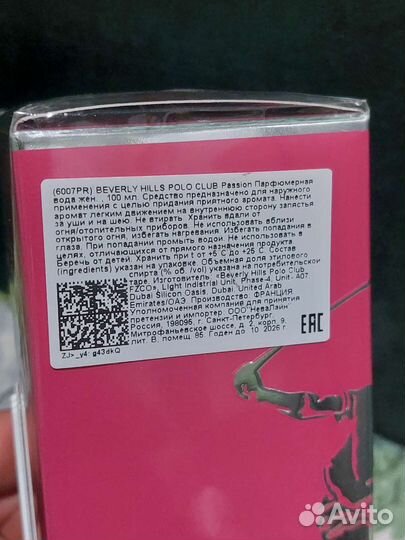 (6007PR) BEVERLY HILLS POLO CLUB Passion Парфюмерная
вода жен. , 100 мл. Средство предназначено для наружного
применения с целью придания приятного аромата. Нанести
аромат легким движением на внутреннюю сторону запястья,
за уши и на шею. Не втирать. Хранить вдали от
огня/отопительных приборов. Не использовать вблизи
открытого огня, избегать нагревания. Избегать попадания в
глаза. При попадании промыть водой. Не использовать в
целях, отличающихся от прямого назначения продукта.
Беречь от детей. Хранить при t от +5 С до +25 С. Состав
(ingredients) указан на упаковке. Объемная доля этилового
спирта (% об. /vol) указана на потребительской
таре. Изготовитель: «Beverly Hills Polo Club
FZCO», Light Indistrial Unit, Phase-4, Unit- A07
Dubai Silicon Oasis, Dubai, United Arab
Emirates/ОАЭ. Производство: ФРАНЦИЯ
Уполномоченная компания для принятия
претензий и импортер: ООО"НеваЛайн"
Россия, 198096, г. Санкт-Петербург,
Митрофаньевское шоссе, д 2, корп. 9,
лит. В, помещ. 95. Годен до 10 2026 г.
ZJ>_y4: g43dkQ
EAC
Avito